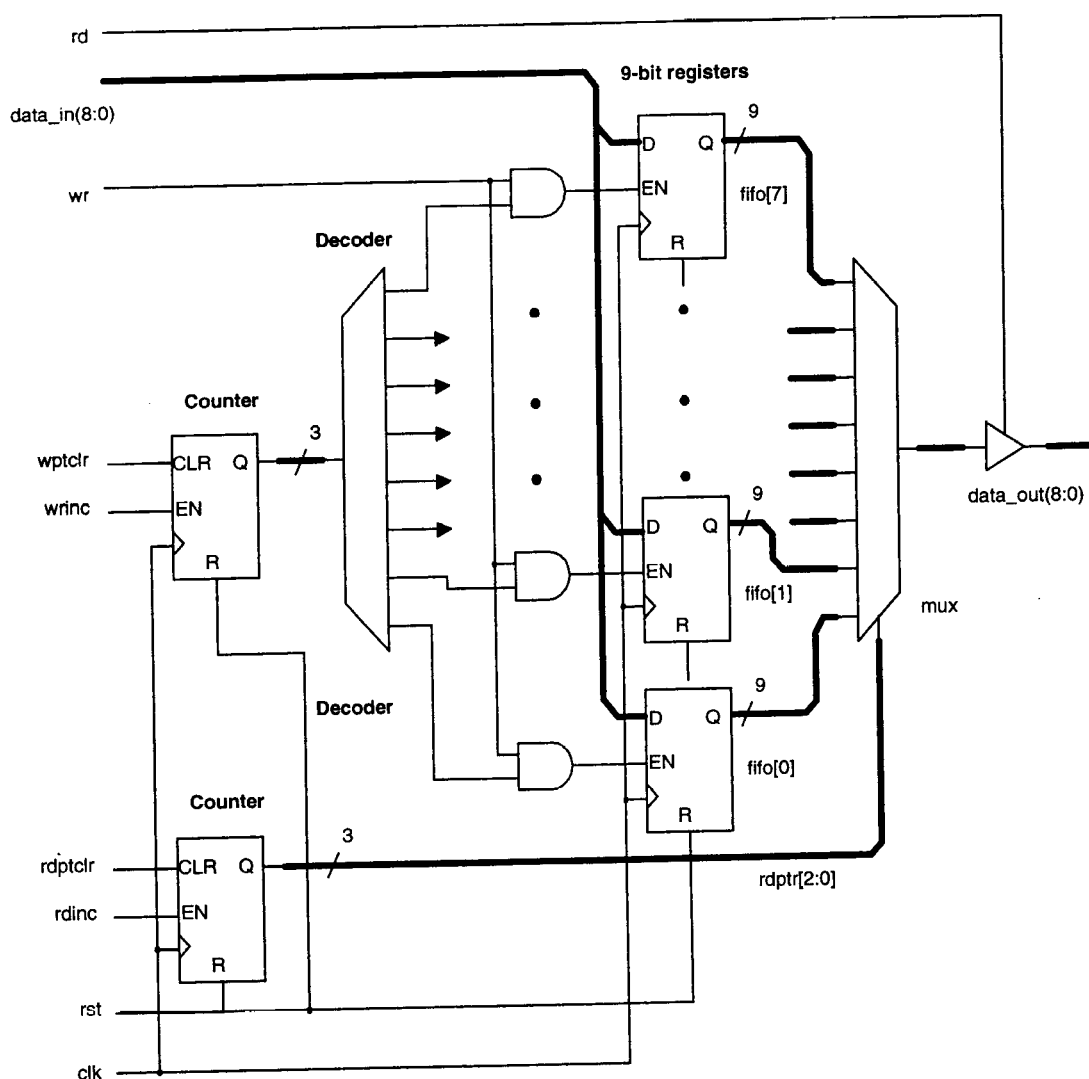 rd
9-bit registers
data_in(8:0)
9
D Q
wr
EN
fifo[7]
Decoder
R
Counter
3
9
wptclr
CLR Q
data_out(8:0)
wrinc
EN
D Q
R
EN
fifo[1]
mux
R
9
Decoder
D Q
EN
fifo[0]
Counter
R
3
rdptclr
CLR Q
rdptr[2:0]
rdinc
EN
R
rst
clk